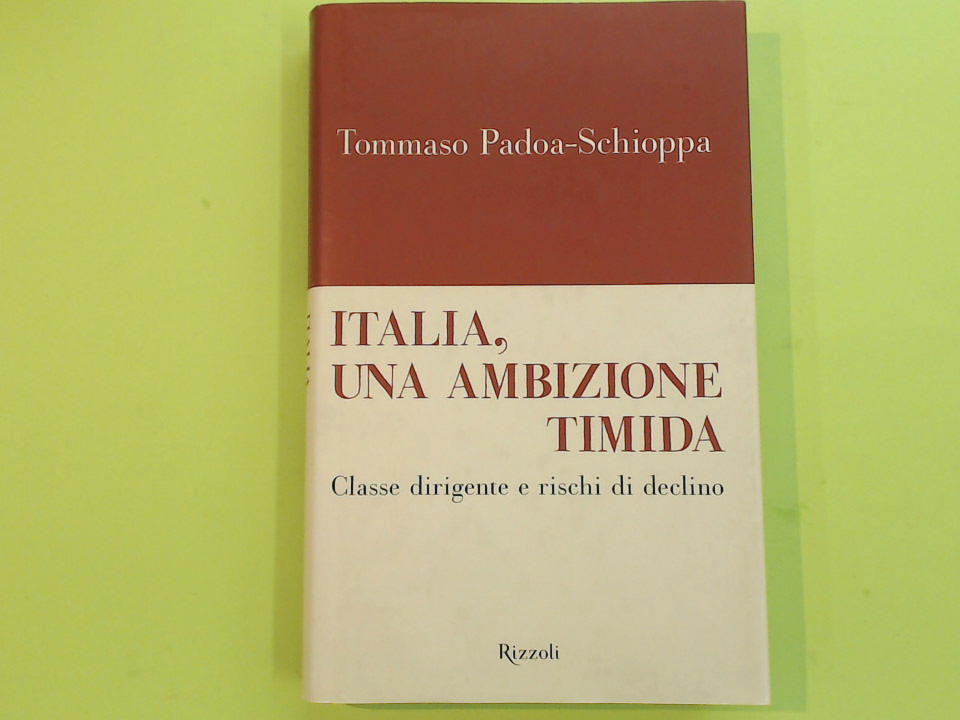 Tommaso Padoa-Schioppa
ITALIA,
UNA AMBIZIONE
TIMIDA
Classe dirigente e rischi di declino
Rizzoli